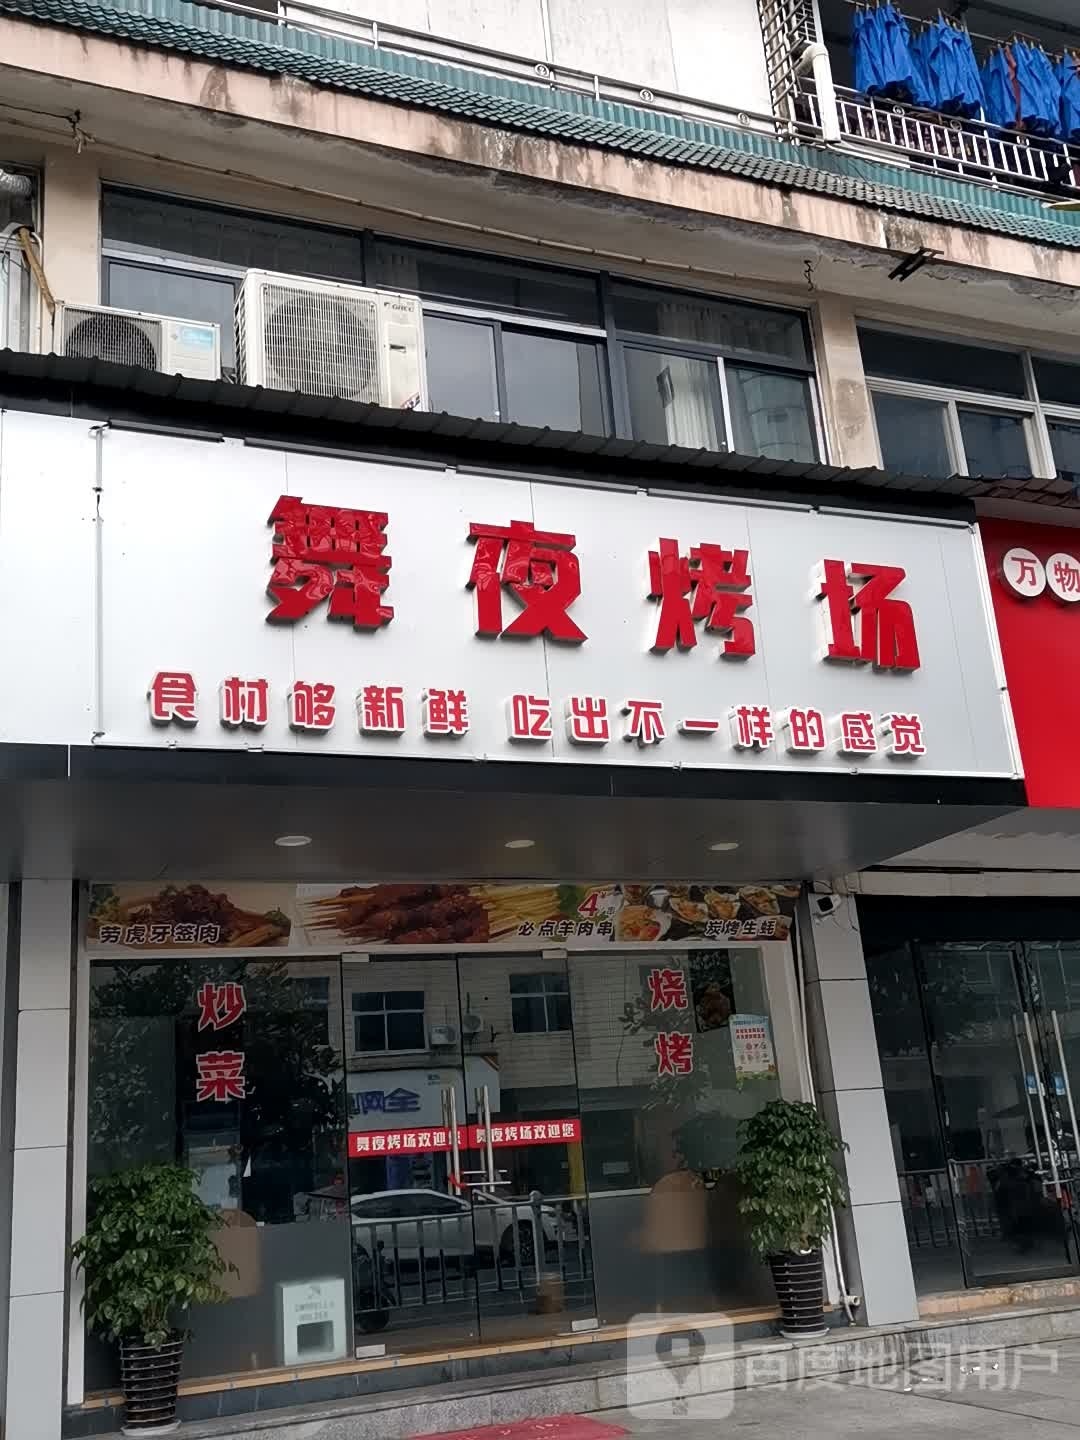 GREE
舞夜烤场
万物
食材够新鲜 吃出不一样的感觉
劳虎牙签肉
必点羊肉串
4
炭烤生蚝
炒菜
烧烤
舞夜烤场欢迎您
舞夜烤场欢迎您
百度地图用户